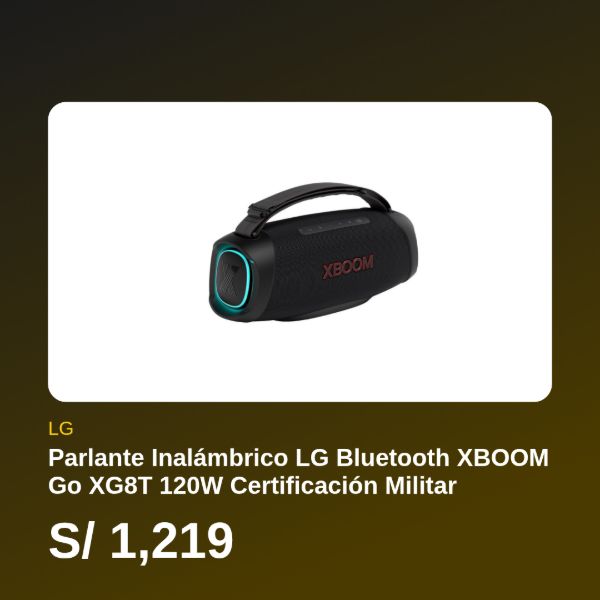 XBOOM
LG
Parlante Inalámbrico LG Bluetooth XBOOM
Go XG8T 120W Certificación Militar
S/ 1,219